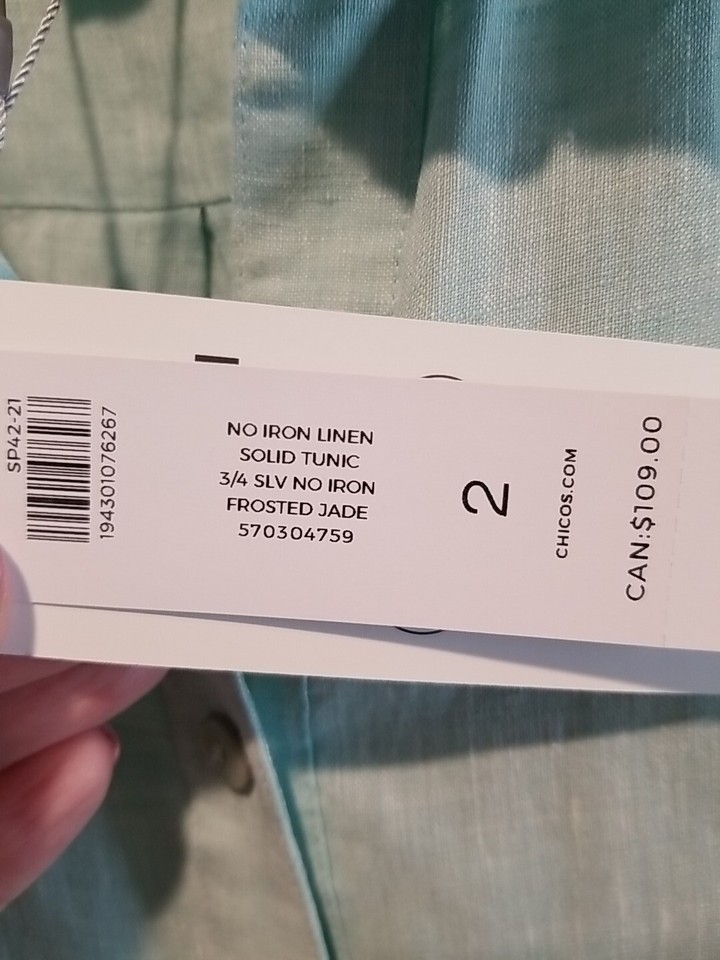 SP42-21
194301076267
NO IRON LINEN
SOLID TUNIC
3/4 SLV NO IRON
FROSTED JADE
570304759
2
CHICOS.COM
CAN:$109.00